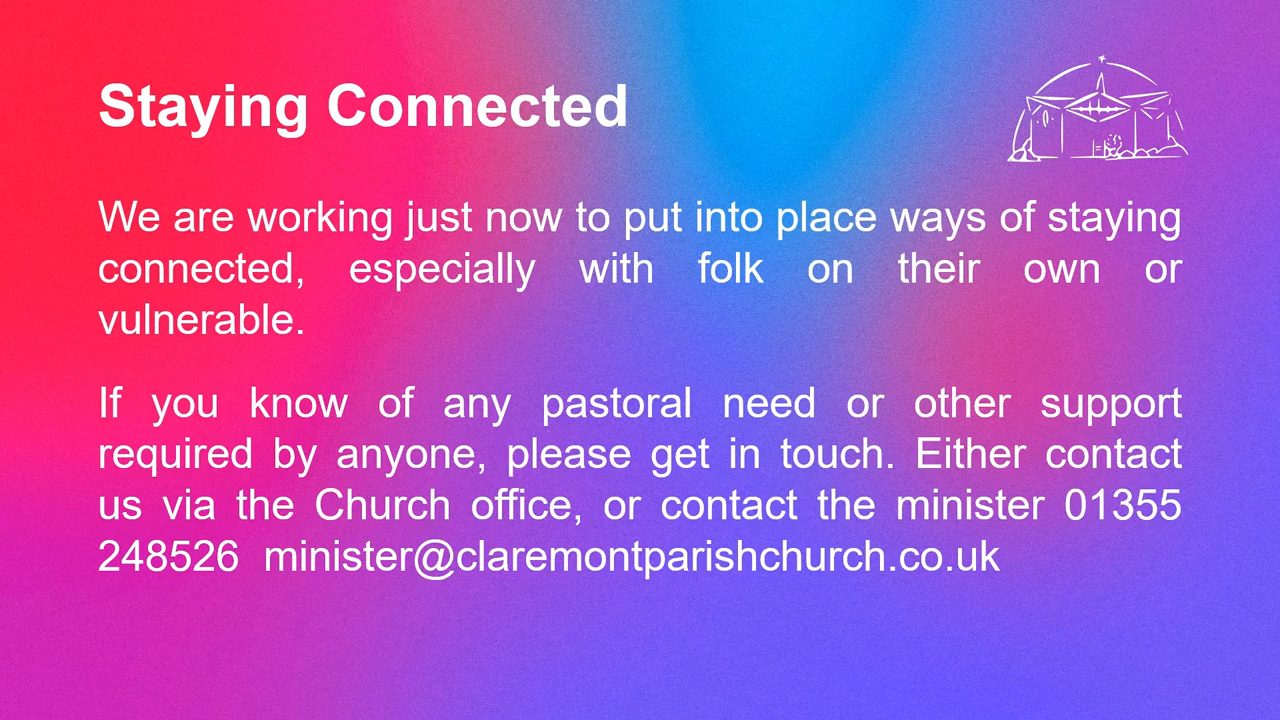 Staying Connected
We are working just now to put into place ways of staying
connected, especially with folk on their own or
vulnerable.
If you know of any pastoral need or other support
required by anyone, please get in touch. Either contact
us via the Church office, or contact the minister 01355
248526 minister@claremontparishchurch.co.uk